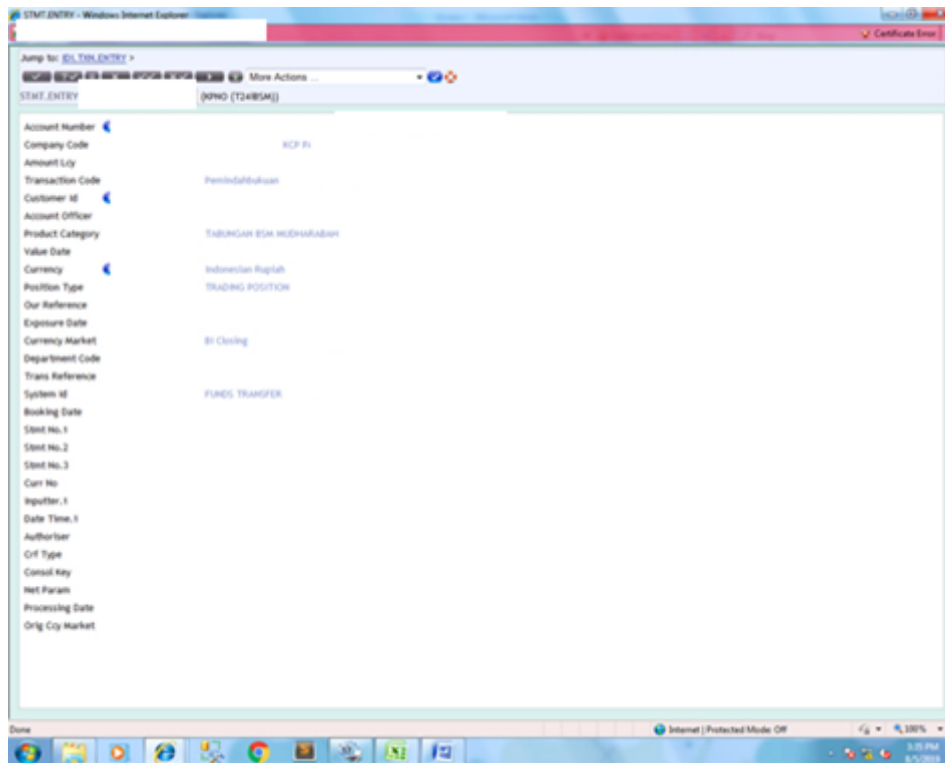 STMT.ENTRY - Windows Internet Explorer
Certificate Error
Jump to: IDI.TXN.ENTRY >
More Actions ...
STMT.ENTRY (KPNO (T24IBSM))
Account Number
Company Code KCP
Amount Lcy
Transaction Code Pemindahbukuan
Customer Id
Account Officer
Product Category TABUNGAN BSM MUDHARABAH
Value Date
Currency Indonesian Rupiah
Position Type TRADING POSITION
Our Reference
Exposure Date
Currency Market BI Closing
Department Code
Trans Reference
System Id FUNDS TRANSFER
Booking Date
Stmt No.1
Stmt No.2
Stmt No.3
Curr No
Inputter.1
Date Time.1
Authoriser
Crf Type
Consol Key
Net Param
Processing Date
Orig Ccy Market
Done Internet | Protected Mode: Off 100%
3:35 PM